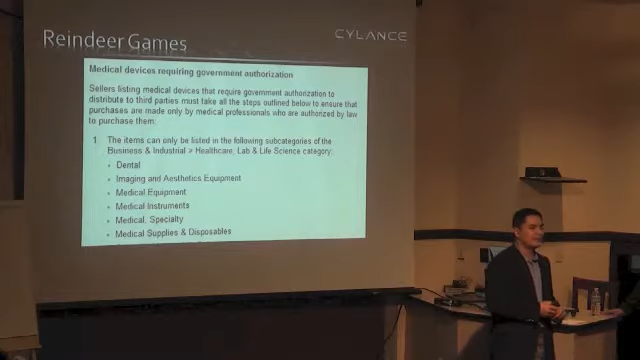 Reindeer Games
CYLANCE
Medical devices requiring government authorization
Sellers listing medical devices that require government authorization to
distribute to third parties must take all the steps outlined below to ensure that
purchases are made only by medical professionals who are authorized by law
to purchase them:
1 The items can only be listed in the following subcategories of the
Business & Industrial > Healthcare, Lab & Life Science category:
• Dental
• Imaging and Aesthetics Equipment
• Medical Equipment
• Medical Instruments
• Medical, Specialty
• Medical Supplies & Disposables